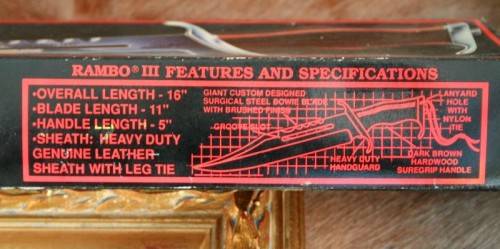 RAMBO® III FEATURES AND SPECIFICATIONS
•OVERALL LENGTH - 16"
•BLADE LENGTH - 11"
•HANDLE LENGTH - 5"
•SHEATH: HEAVY DUTY
GENUINE LEATHER
SHEATH WITH LEG TIE
GIANT CUSTOM DESIGNED
SURGICAL STEEL BOWIE BLADE
WITH BRUSHED FINISH
LANYARD
HOLE
WITH
NYLON
TIE
HEAVY DUTY
HANDGUARD
DARK BROWN
HARDWOOD
SUREGRIP HANDLE